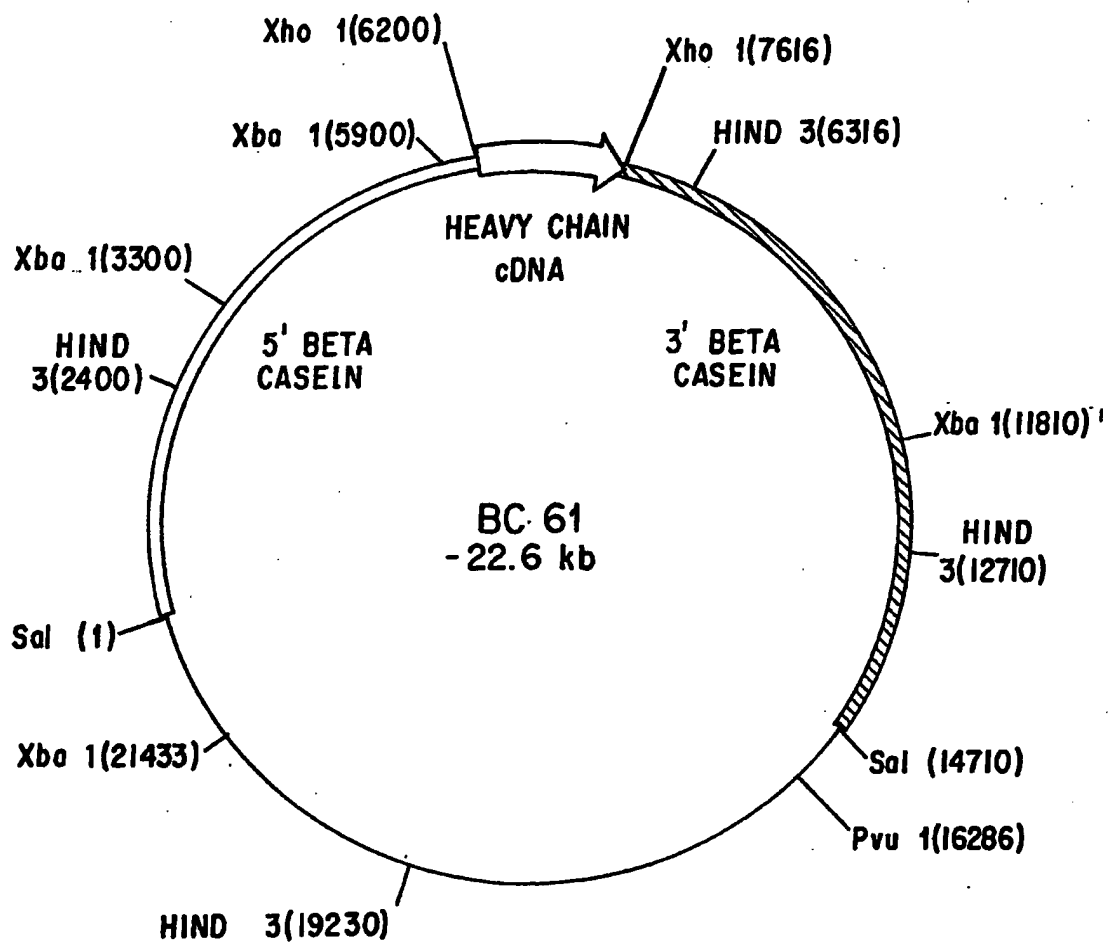 Xho 1(6200)
Xho 1(7616)
Xba 1(5900)
HIND 3(6316)
HEAVY CHAIN
cDNA
Xba 1(3300)
HIND
3(2400)
5' BETA
CASEIN
3' BETA
CASEIN
Xba 1(11810)
BC 61
-22.6 kb
HIND
3(12710)
Sal (1)
Xba 1(21433)
Sal (14710)
Pvu 1(16286)
HIND 3(19230)